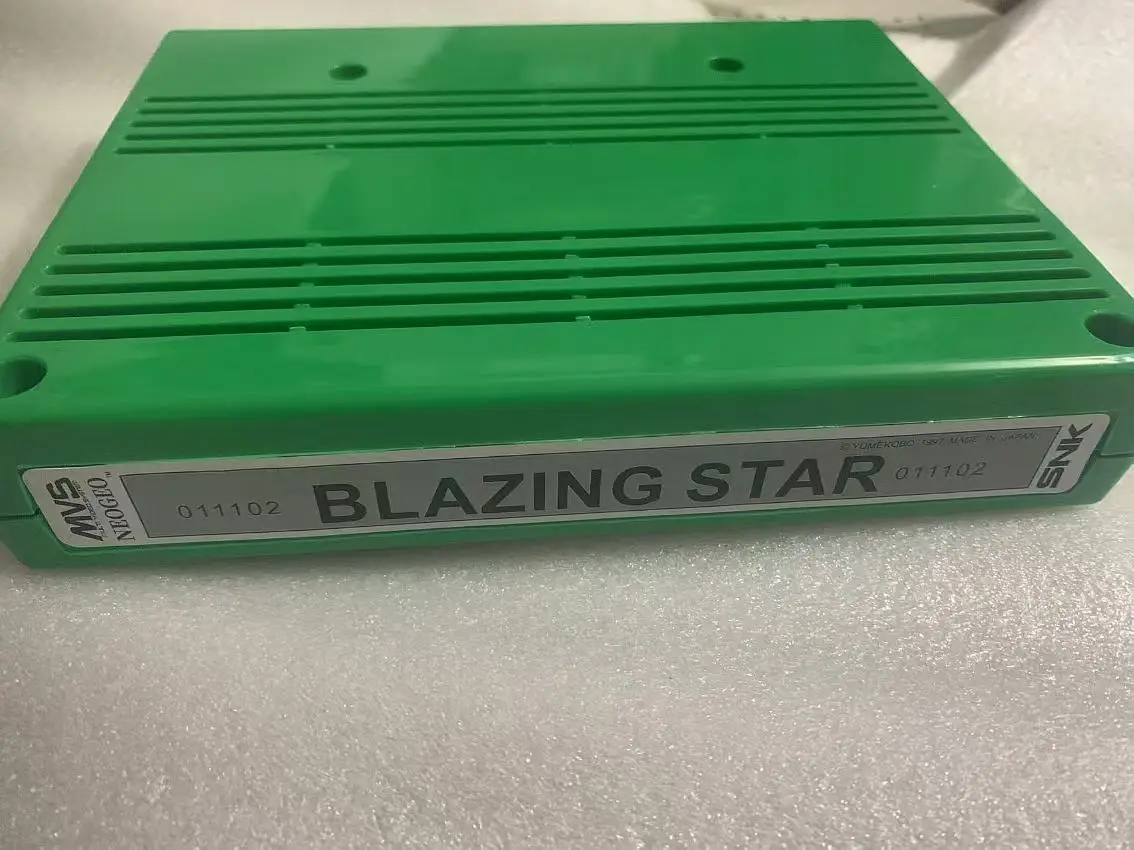 MVS
NEOGEO
011102
BLAZING STAR
© YUMEKOBO 1997 MADE IN JAPAN
011102
SNK